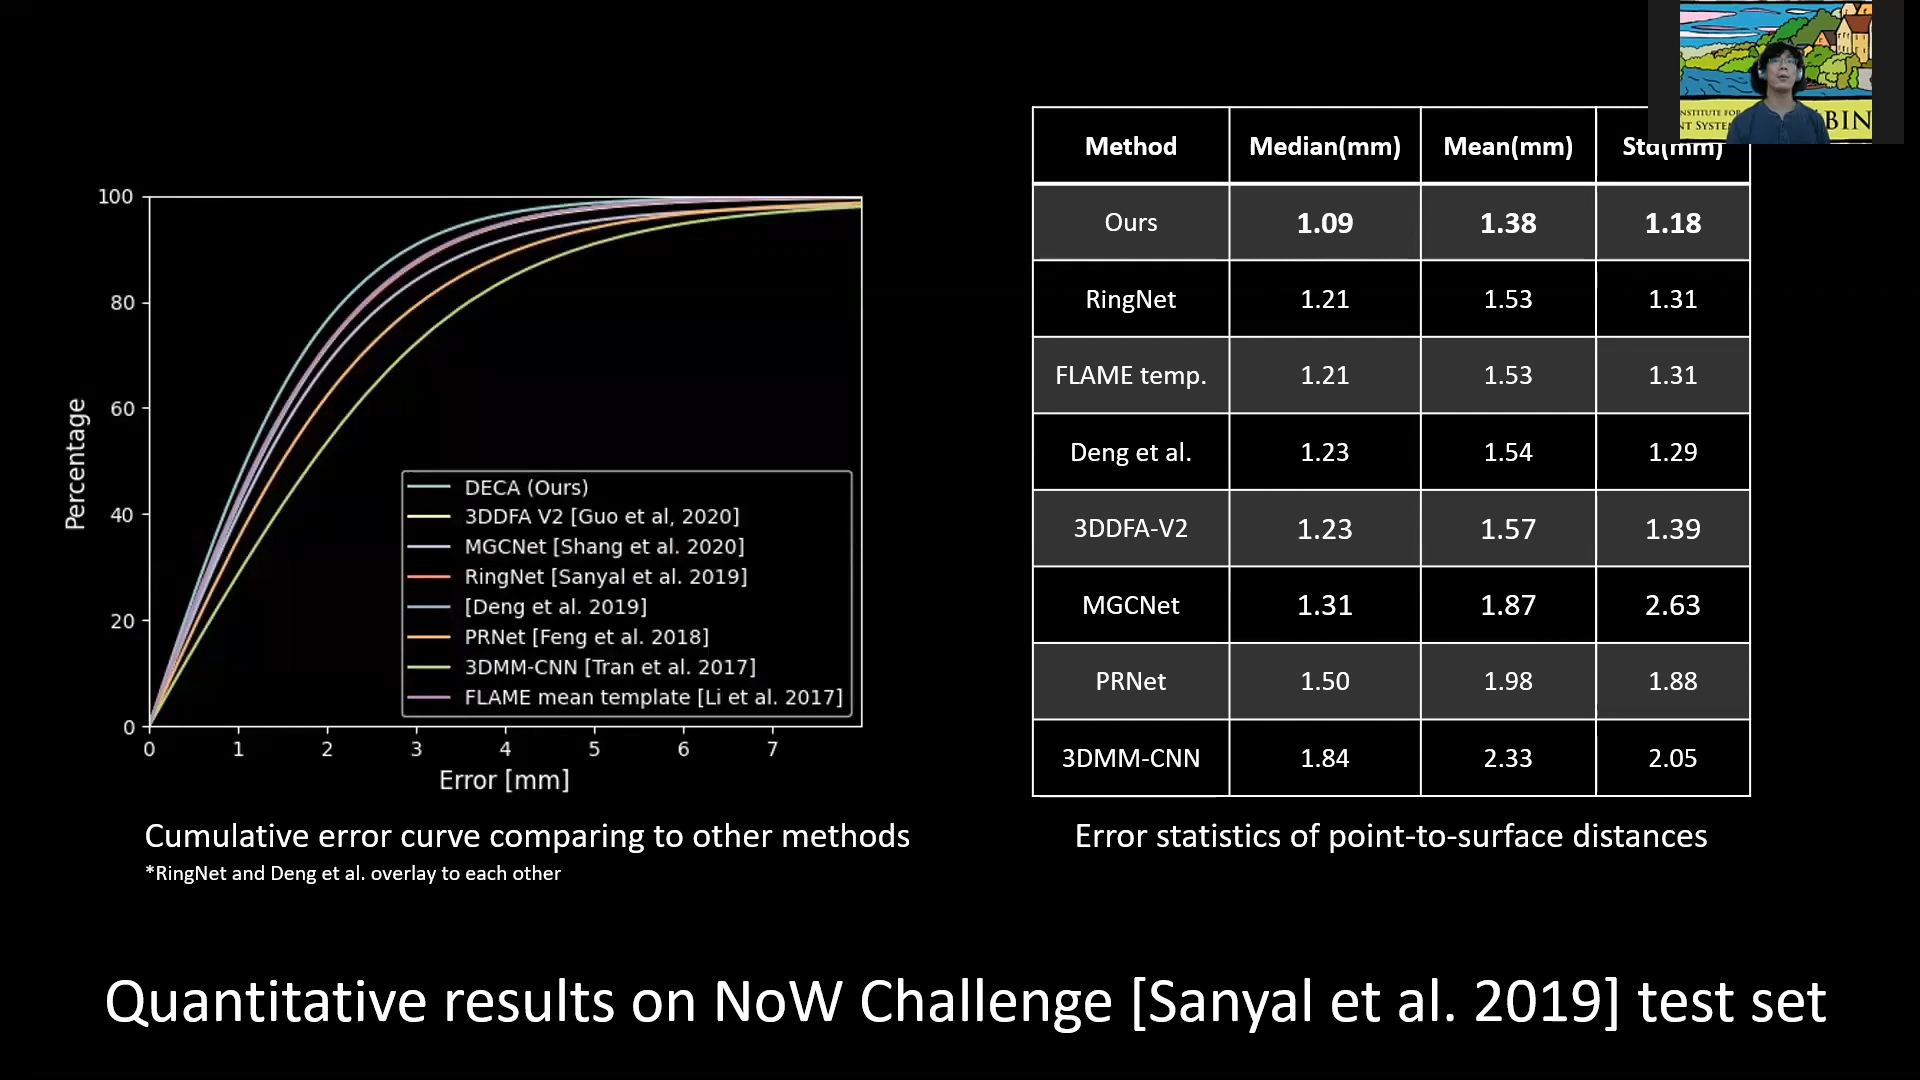 NSTITUTE FOR
NT SYSTE
BIN
Method Median(mm) Mean(mm) Std(mm)
Ours 1.09 1.38 1.18
RingNet 1.21 1.53 1.31
FLAME temp. 1.21 1.53 1.31
Deng et al. 1.23 1.54 1.29
3DDFA-V2 1.23 1.57 1.39
MGCNet 1.31 1.87 2.63
PRNet 1.50 1.98 1.88
3DMM-CNN 1.84 2.33 2.05
Error statistics of point-to-surface distances
100
80
60
40
20
0
Percentage
DECA (Ours)
3DDFA V2 [Guo et al, 2020]
MGCNet [Shang et al. 2020]
RingNet [Sanyal et al. 2019]
[Deng et al. 2019]
PRNet [Feng et al. 2018]
3DMM-CNN [Tran et al. 2017]
FLAME mean template [Li et al. 2017]
0 1 2 3 4 5 6 7
Error [mm]
Cumulative error curve comparing to other methods
*RingNet and Deng et al. overlay to each other
Quantitative results on NoW Challenge [Sanyal et al. 2019] test set